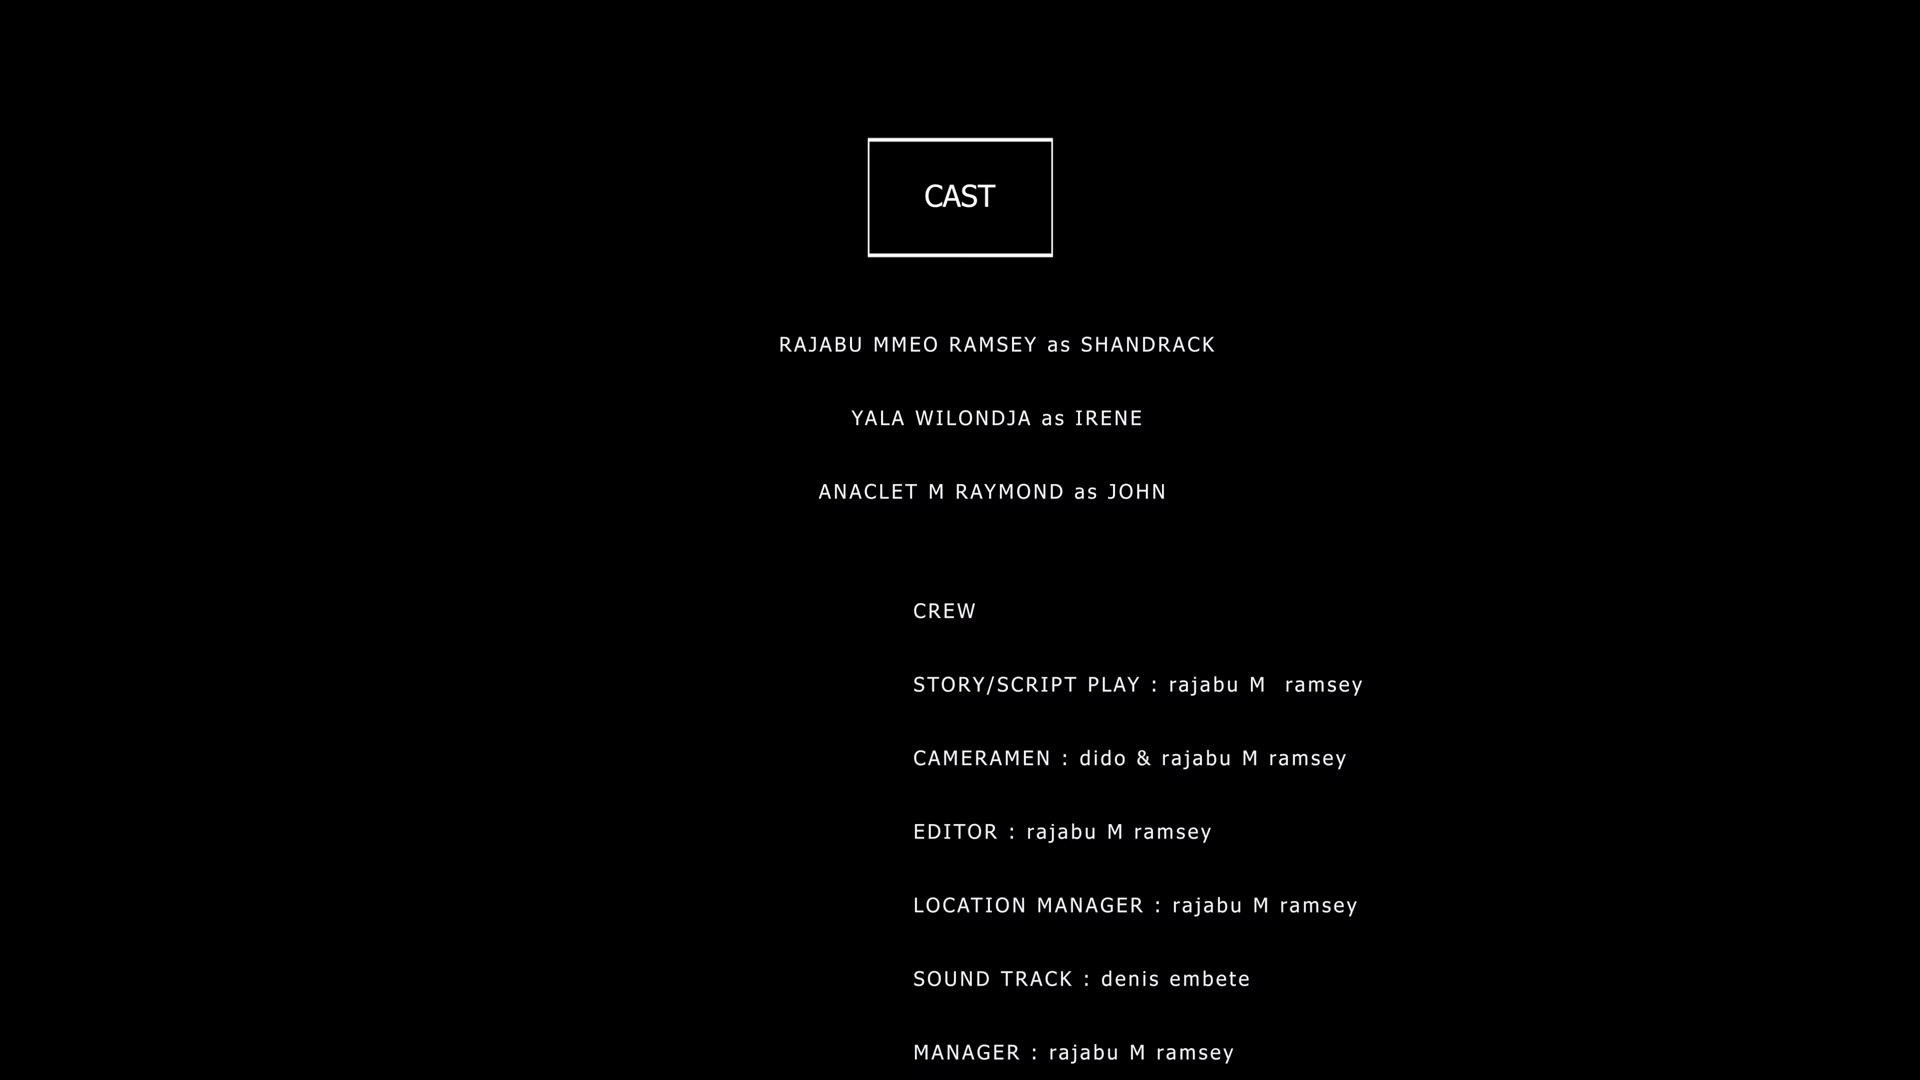 CAST
RAJABU MMEO RAMSEY as SHANDRACK
YALA WILONDJA as IRENE
ANACLET M RAYMOND as JOHN
CREW
STORY/SCRIPT PLAY : rajabu M  ramsey
CAMERAMEN : dido & rajabu M ramsey
EDITOR : rajabu M ramsey
LOCATION MANAGER : rajabu M ramsey
SOUND TRACK : denis embete
MANAGER : rajabu M ramsey